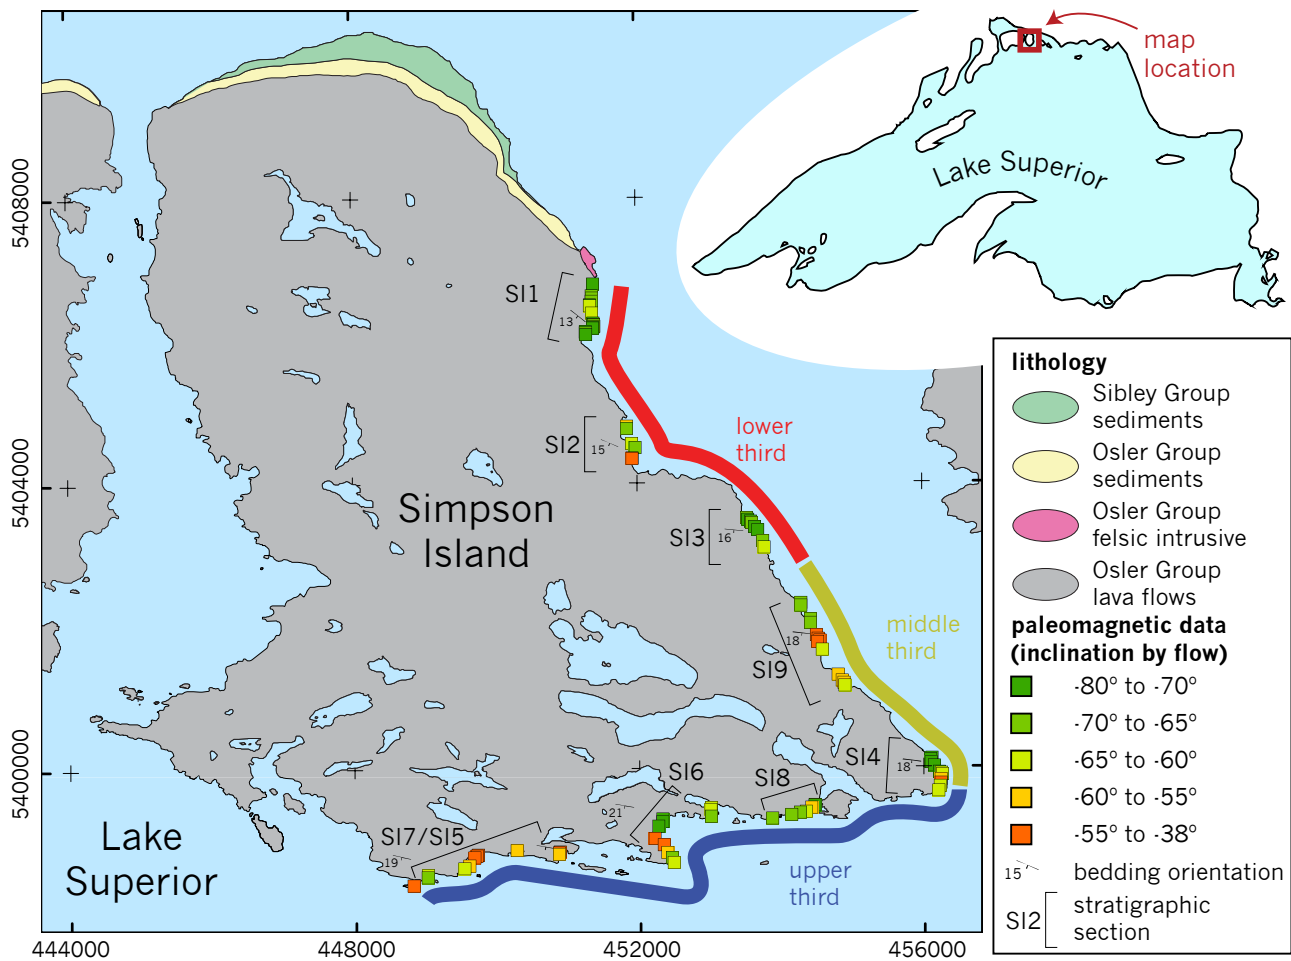 map
location
Lake Superior
5408000
5404000
5400000
SI1
13
SI2
15
lower
third
Simpson
Island
SI3
16
middle
third
18
SI9
SI4
18
SI6
SI8
21
SI7/SI5
19
Lake
Superior
upper
third
444000
448000
452000
456000
lithology
Sibley Group
sediments
Osler Group
sediments
Osler Group
felsic intrusive
Osler Group
lava flows
paleomagnetic data
(inclination by flow)
-80° to -70°
-70° to -65°
-65° to -60°
-60° to -55°
-55° to -38°
15 bedding orientation
SI2 stratigraphic
section